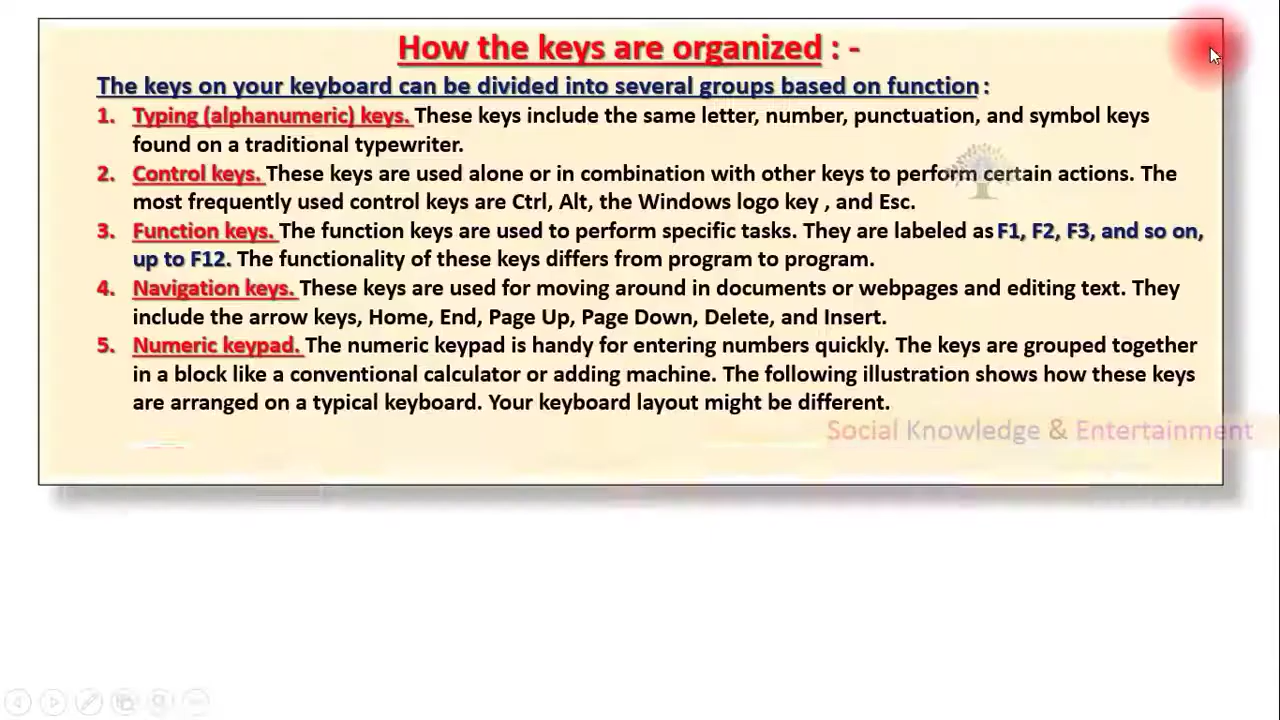 How the keys are organized : -
The keys on your keyboard can be divided into several groups based on function :
1. Typing (alphanumeric) keys. These keys include the same letter, number, punctuation, and symbol keys
found on a traditional typewriter.
2. Control keys. These keys are used alone or in combination with other keys to perform certain actions. The
most frequently used control keys are Ctrl, Alt, the Windows logo key , and Esc.
3. Function keys. The function keys are used to perform specific tasks. They are labeled as F1, F2, F3, and so on,
up to F12. The functionality of these keys differs from program to program.
4. Navigation keys. These keys are used for moving around in documents or webpages and editing text. They
include the arrow keys, Home, End, Page Up, Page Down, Delete, and Insert.
5. Numeric keypad. The numeric keypad is handy for entering numbers quickly. The keys are grouped together
in a block like a conventional calculator or adding machine. The following illustration shows how these keys
are arranged on a typical keyboard. Your keyboard layout might be different.
Social Knowledge & Entertainment